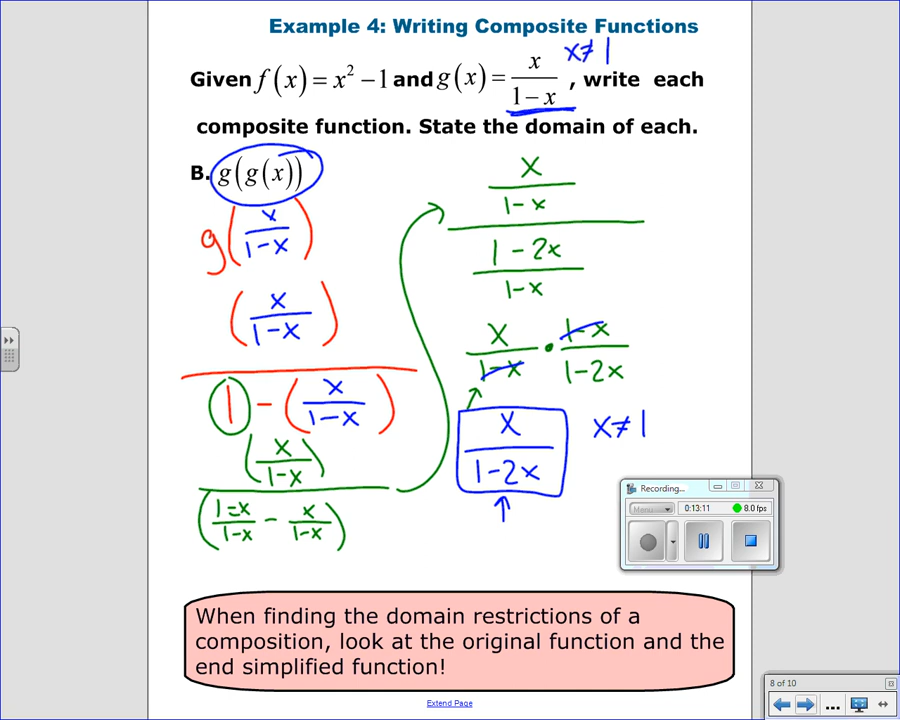 Example 4: Writing Composite Functions
x≠1
Given f(x) = x² − 1 and g(x) = x/(1 − x), write each
composite function. State the domain of each.
B. g(g(x))
g(x/(1−x))
(x/(1−x))
1 − (x/(1−x))
(x/(1−x))
((1−x)/(1−x) − x/(1−x))
x/(1−x)
(1−2x)/(1−x)
x/(1−x) • (1−x)/(1−2x)
x/(1−2x) x≠1
Recording...
Menu 0:13:11 8.0 fps
When finding the domain restrictions of a
composition, look at the original function and the
end simplified function!
Extend Page
8 of 10
...